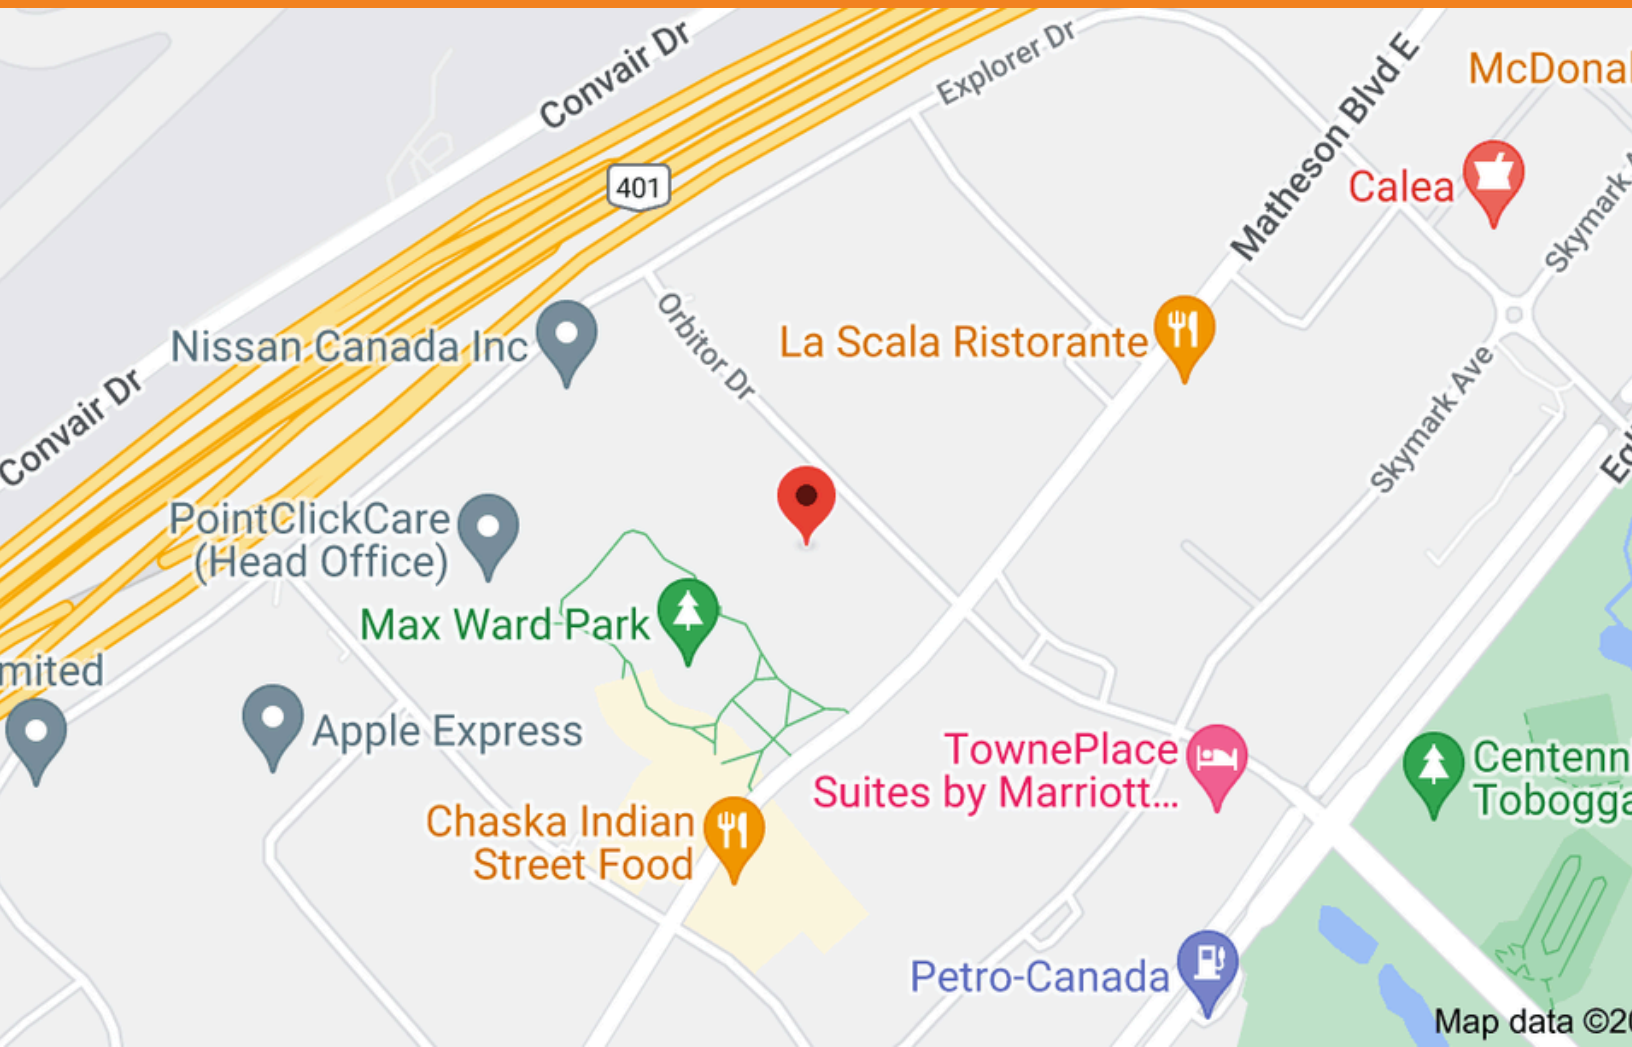 Convair Dr
Explorer Dr
Matheson Blvd E
McDona
401
Calea
Skymark
Nissan Canada Inc
Orbitor Dr
La Scala Ristorante
Convair Dr
Skymark Ave
PointClickCare
(Head Office)
Max Ward Park
mited
Apple Express
TownePlace
Suites by Marriott...
Centenn
Tobogga
Chaska Indian
Street Food
Petro-Canada
Map data ©20